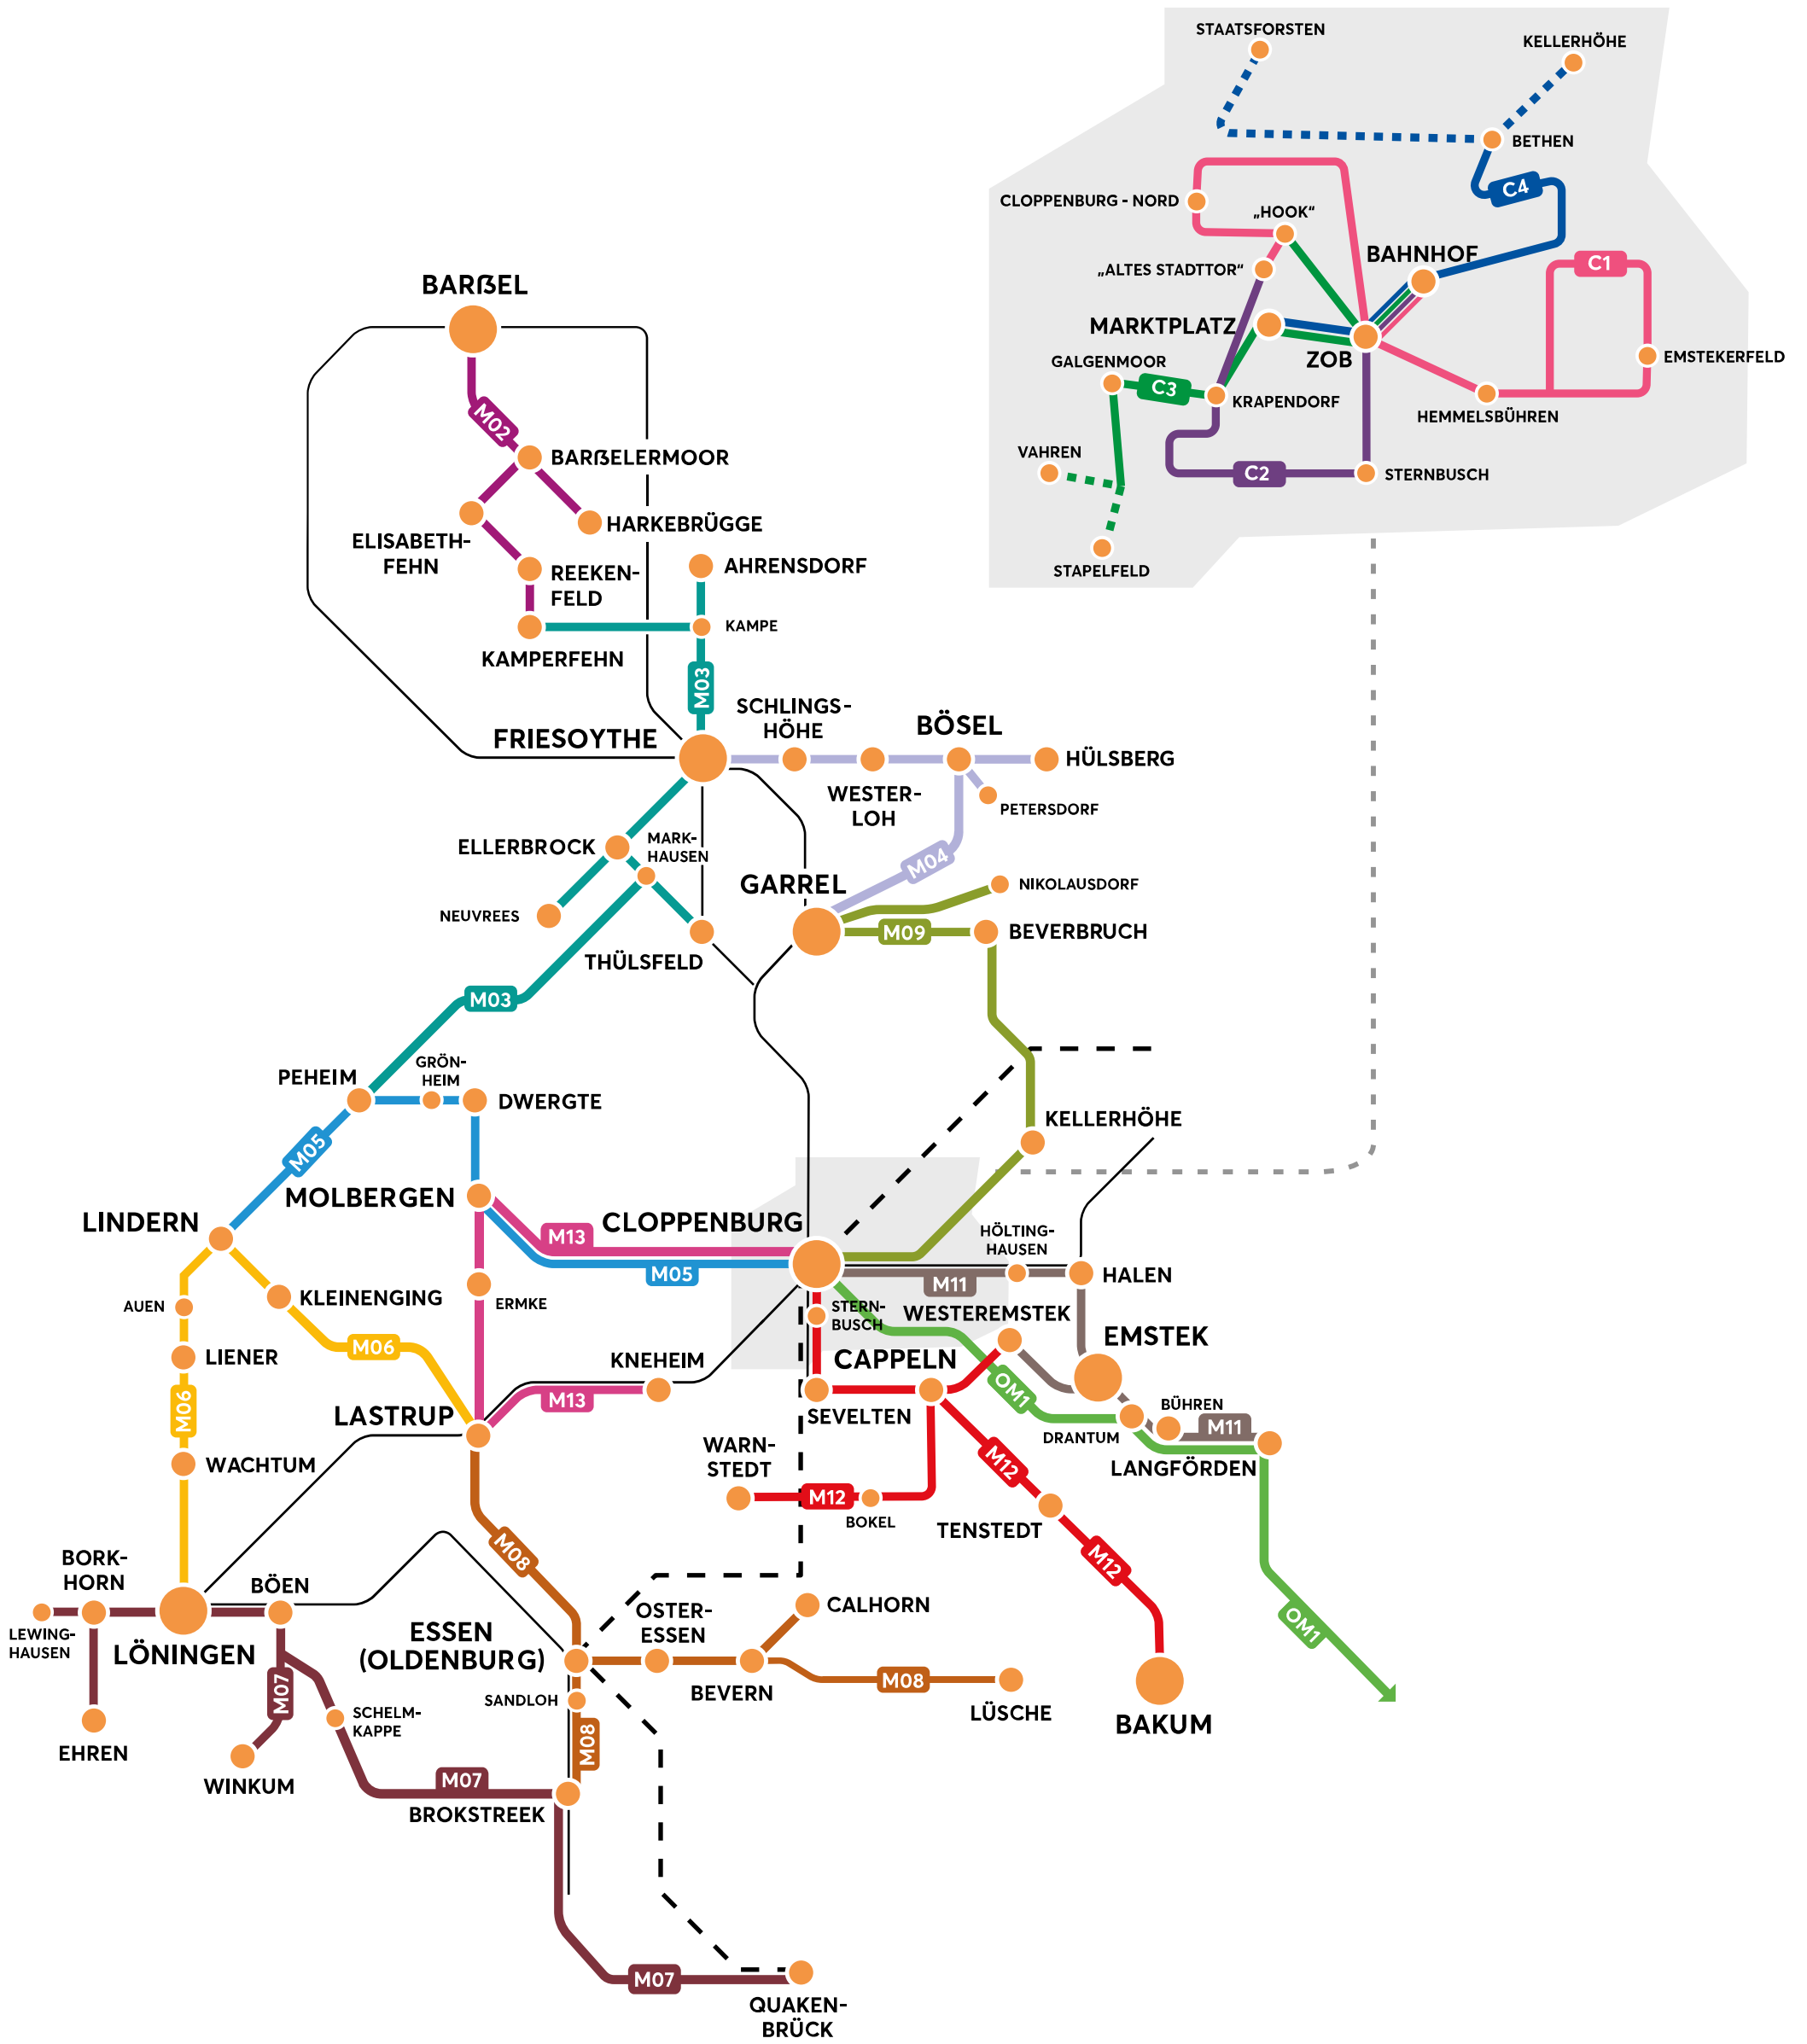 STAATSFORSTEN
KELLERHÖHE
BETHEN
C4
CLOPPENBURG - NORD
„HOOK“
BAHNHOF
C1
„ALTES STADTTOR“
MARKTPLATZ
ZOB
EMSTEKERFELD
GALGENMOOR
C3
KRAPENDORF
HEMMELSBÜHREN
VAHREN
C2
STERNBUSCH
STAPELFELD
BARẞEL
M02
BARẞELERMOOR
HARKEBRÜGGE
ELISABETH-
FEHN
REEKEN-
FELD
AHRENSDORF
KAMPE
KAMPERFEHN
M03
SCHLINGS-
HÖHE
BÖSEL
FRIESOYTHE
HÜLSBERG
WESTER-
LOH
PETERSDORF
ELLERBROCK
MARK-
HAUSEN
M04
GARREL
NIKOLAUSDORF
NEUVREES
M09
BEVERBRUCH
THÜLSFELD
M03
GRÖN-
HEIM
PEHEIM
DWERGTE
KELLERHÖHE
M05
MOLBERGEN
LINDERN
CLOPPENBURG
M13
M05
HÖLTING-
HAUSEN
HALEN
M11
AUEN
KLEINENGING
ERMKE
STERN-
BUSCH
WESTEREMSTEK
EMSTEK
LIENER
M06
KNEHEIM
CAPPELN
M06
M13
OM1
LASTRUP
SEVELTEN
BÜHREN
M11
DRANTUM
WARN-
STEDT
M12
LANGFÖRDEN
WACHTUM
M12
BOKEL
TENSTEDT
M08
M12
BORK-
HORN
BÖEN
LEWING-
HAUSEN
LÖNINGEN
ESSEN
(OLDENBURG)
OSTER-
ESSEN
CALHORN
OM1
BEVERN
M08
LÜSCHE
BAKUM
M07
SANDLOH
SCHELM-
KAPPE
M08
EHREN
WINKUM
M07
BROKSTREEK
M07
QUAKEN-
BRÜCK